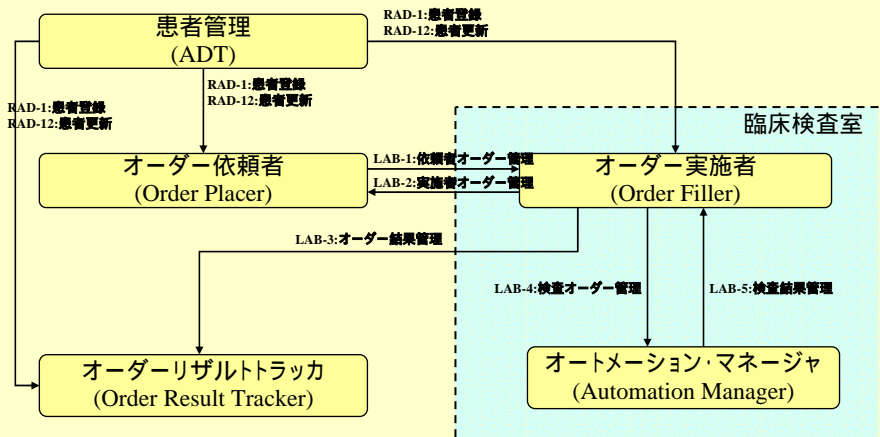 患者管理
(ADT)
RAD-1:患者登録
RAD-12:患者更新
RAD-1:患者登録
RAD-12:患者更新
RAD-1:患者登録
RAD-12:患者更新
臨床検査室
オーダー依頼者
(Order Placer)
LAB-1:依頼者オーダー管理
LAB-2:実施者オーダー管理
オーダー実施者
(Order Filler)
LAB-3:オーダー結果管理
LAB-4:検査オーダー管理
LAB-5:検査結果管理
オーダーリザルトトラッカ
(Order Result Tracker)
オートメーション・マネージャ
(Automation Manager)